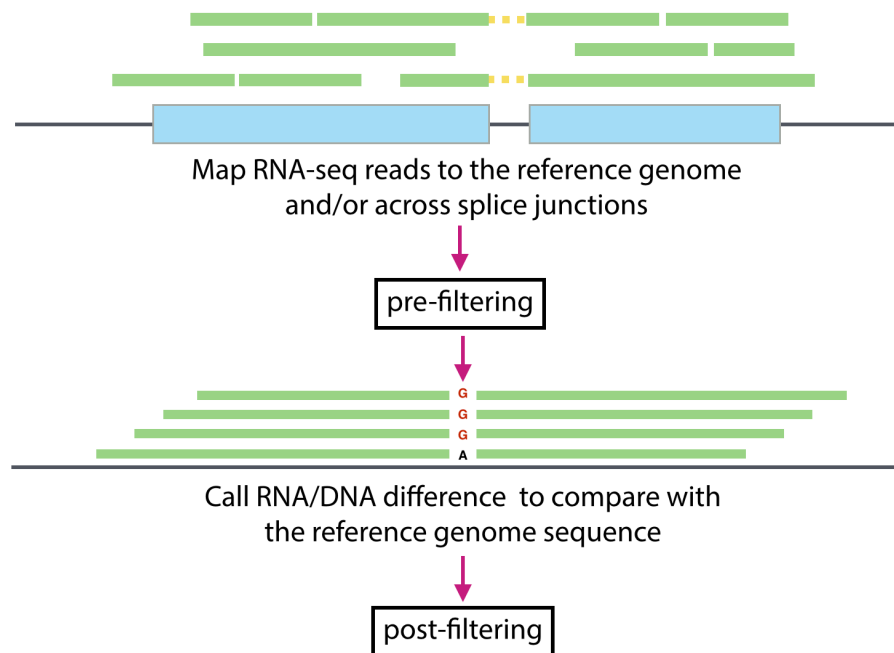 Map RNA-seq reads to the reference genome
and/or across splice junctions
pre-filtering
G
G
G
A
Call RNA/DNA difference to compare with
the reference genome sequence
post-filtering